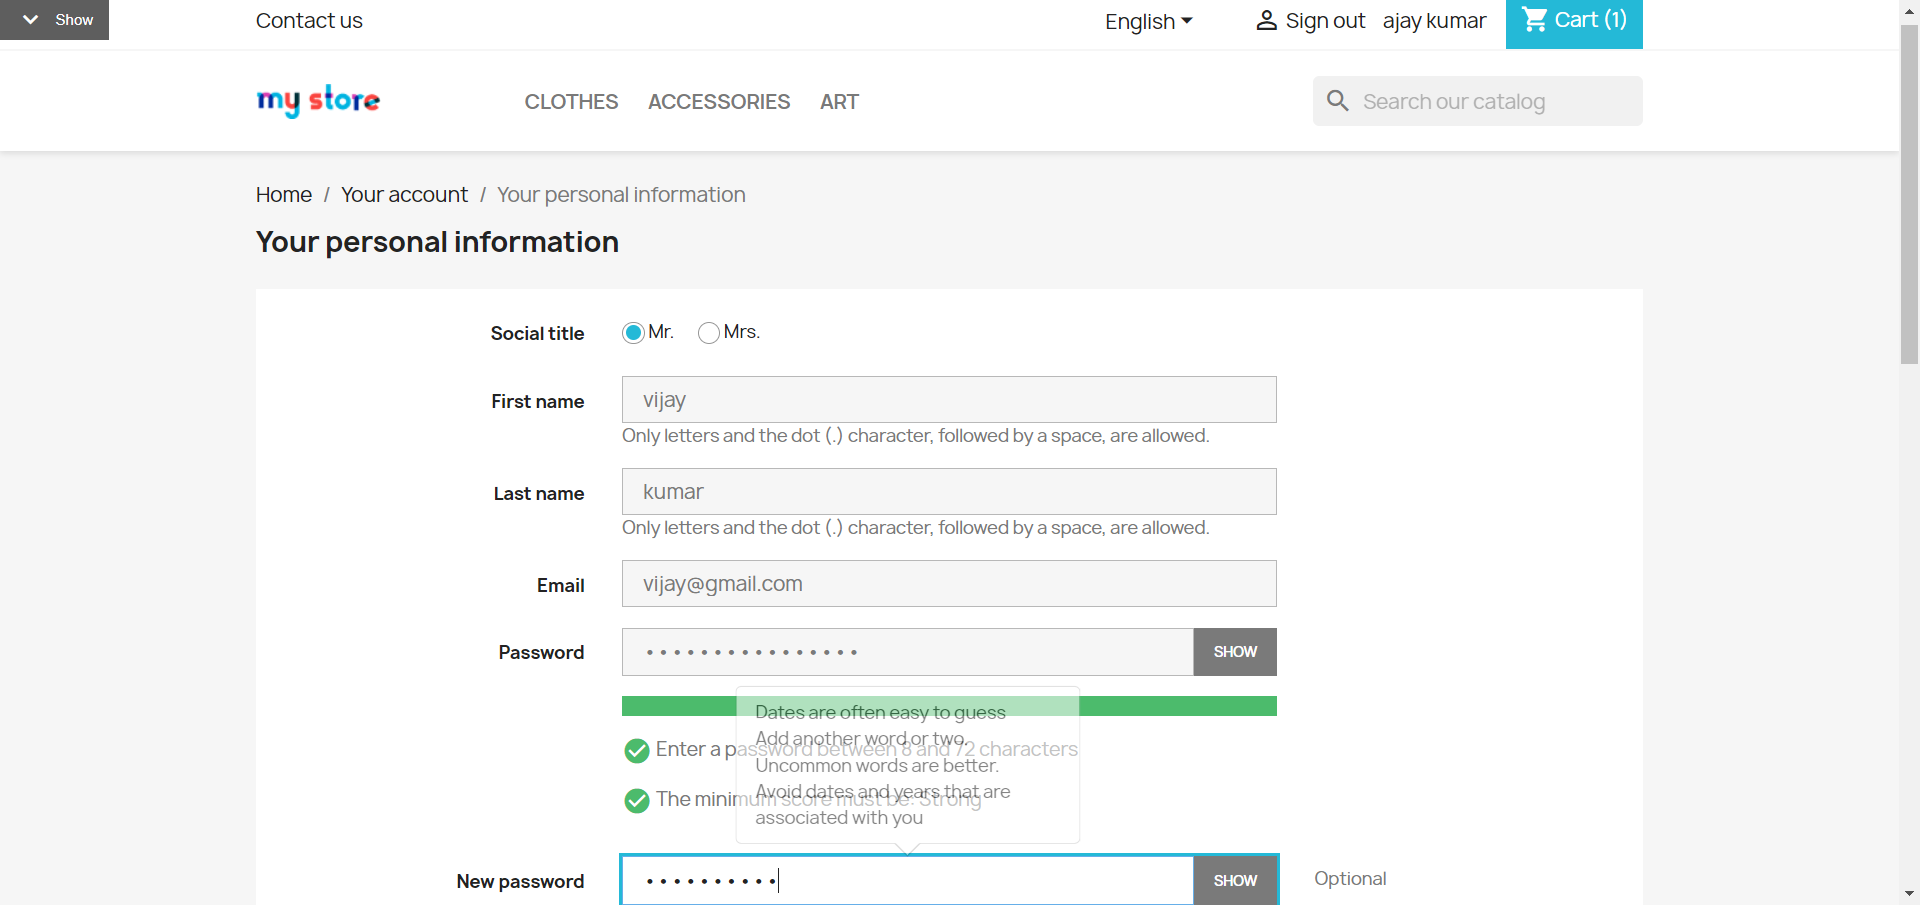 Show
Contact us
English
Sign out
ajay kumar
Cart (1)
my store
CLOTHES
ACCESSORIES
ART
Search our catalog
Home / Your account / Your personal information
Your personal information
Social title
Mr.
Mrs.
First name
vijay
Only letters and the dot (.) character, followed by a space, are allowed.
Last name
kumar
Only letters and the dot (.) character, followed by a space, are allowed.
Email
vijay@gmail.com
Password
••••••••••••••••
SHOW
Dates are often easy to guess
Add another word or two.
Uncommon words are better.
Avoid dates and years that are
associated with you
Enter a password between 8 and 72 characters
The minimum score must be: Strong
New password
••••••••••
SHOW
Optional